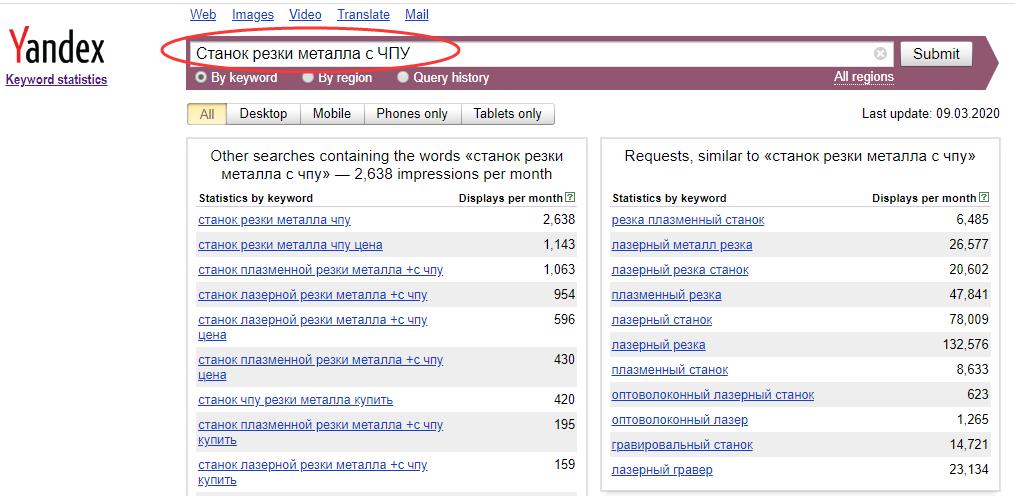 Web Images Video Translate Mail
Yandex
Keyword statistics
Станок резки металла с ЧПУ
Submit
By keyword By region Query history
All regions
All Desktop Mobile Phones only Tablets only
Last update: 09.03.2020
Other searches containing the words «станок резки
металла с чпу» — 2,638 impressions per month
Statistics by keyword Displays per month ?
станок резки металла чпу 2,638
станок резки металла чпу цена 1,143
станок плазменной резки металла +с чпу 1,063
станок лазерной резки металла +с чпу 954
станок лазерной резки металла +с чпу 596
цена
станок плазменной резки металла +с чпу 430
цена
станок чпу резки металла купить 420
станок плазменной резки металла +с чпу 195
купить
станок лазерной резки металла +с чпу 159
купить
Requests, similar to «станок резки металла с чпу»
Statistics by keyword Displays per month ?
резка плазменный станок 6,485
лазерный металл резка 26,577
лазерный резка станок 20,602
плазменный резка 47,841
лазерный станок 78,009
лазерный резка 132,576
плазменный станок 8,633
оптоволоконный лазерный станок 623
оптоволоконный лазер 1,265
гравировальный станок 14,721
лазерный гравер 23,134